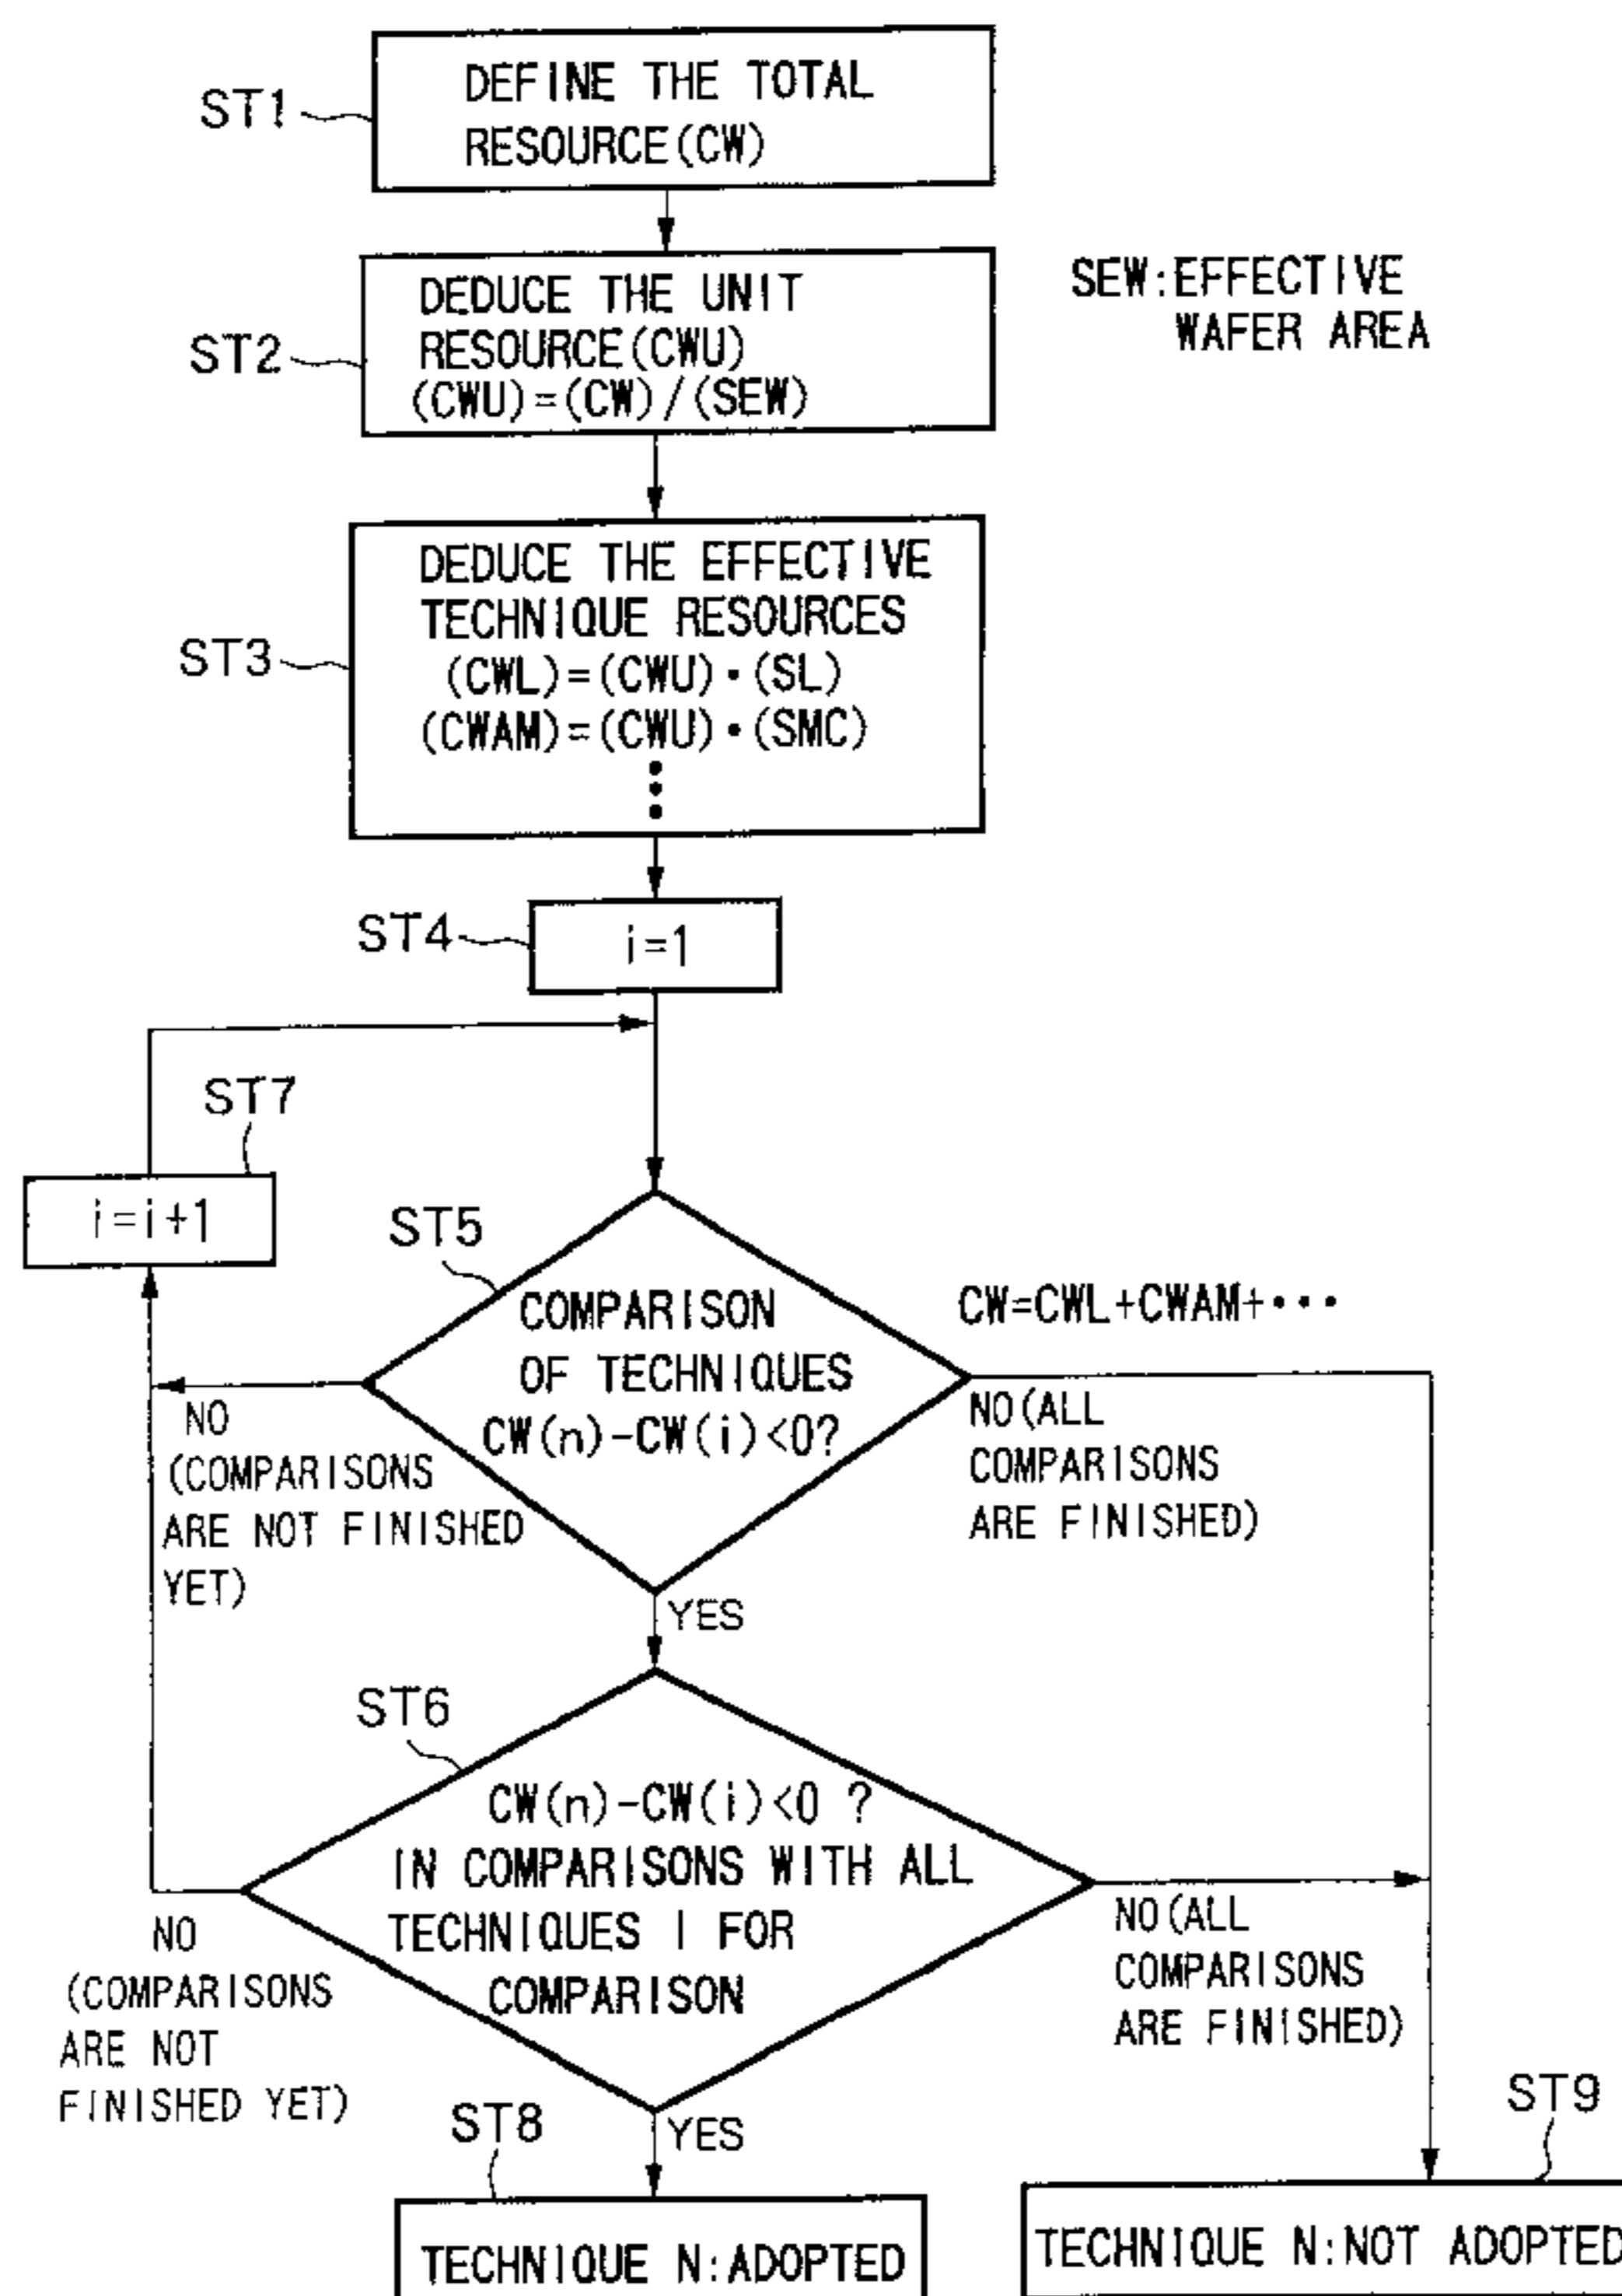 ST1
DEFINE THE TOTAL
RESOURCE(CW)
ST2
DEDUCE THE UNIT
RESOURCE(CWU)
(CWU)=(CW)/(SEW)
SEW:EFFECTIVE
WAFER AREA
ST3
DEDUCE THE EFFECTIVE
TECHNIQUE RESOURCES
(CWL)=(CWU)•(SL)
(CWAM)=(CWU)•(SMC)
ST4
i=1
ST7
i=i+1
ST5
COMPARISON
OF TECHNIQUES
CW(n)-CW(i)<0?
CW=CWL+CWAM+•••
NO
(COMPARISONS
ARE NOT FINISHED
YET)
NO(ALL
COMPARISONS
ARE FINISHED)
YES
ST6
CW(n)-CW(i)<0 ?
IN COMPARISONS WITH ALL
TECHNIQUES I FOR
COMPARISON
NO
(COMPARISONS
ARE NOT
FINISHED YET)
NO(ALL
COMPARISONS
ARE FINISHED)
YES
ST8
TECHNIQUE N:ADOPTED
ST9
TECHNIQUE N:NOT ADOPTED